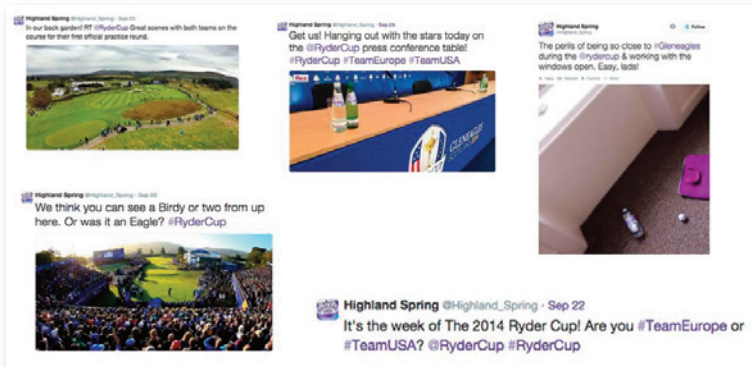 Highland Spring @Highland_Spring · Sep 23
In our back garden! RT @RyderCup Great scenes with both teams on the
course for their first official practice round.
Highland Spring @Highland_Spring · Sep 24
Get us! Hanging out with the stars today on
the @RyderCup press conference table!
#RyderCup #TeamEurope #TeamUSA
GLENEAGLES
Highland Spring
Follow
The perils of being so close to #Gleneagles
during the @rydercup & working with the
windows open. Easy, lads!
Highland Spring @Highland_Spring · Sep 26
We think you can see a Birdy or two from up
here. Or was it an Eagle? #RyderCup
Highland Spring @Highland_Spring · Sep 22
It's the week of The 2014 Ryder Cup! Are you #TeamEurope or
#TeamUSA? @RyderCup #RyderCup